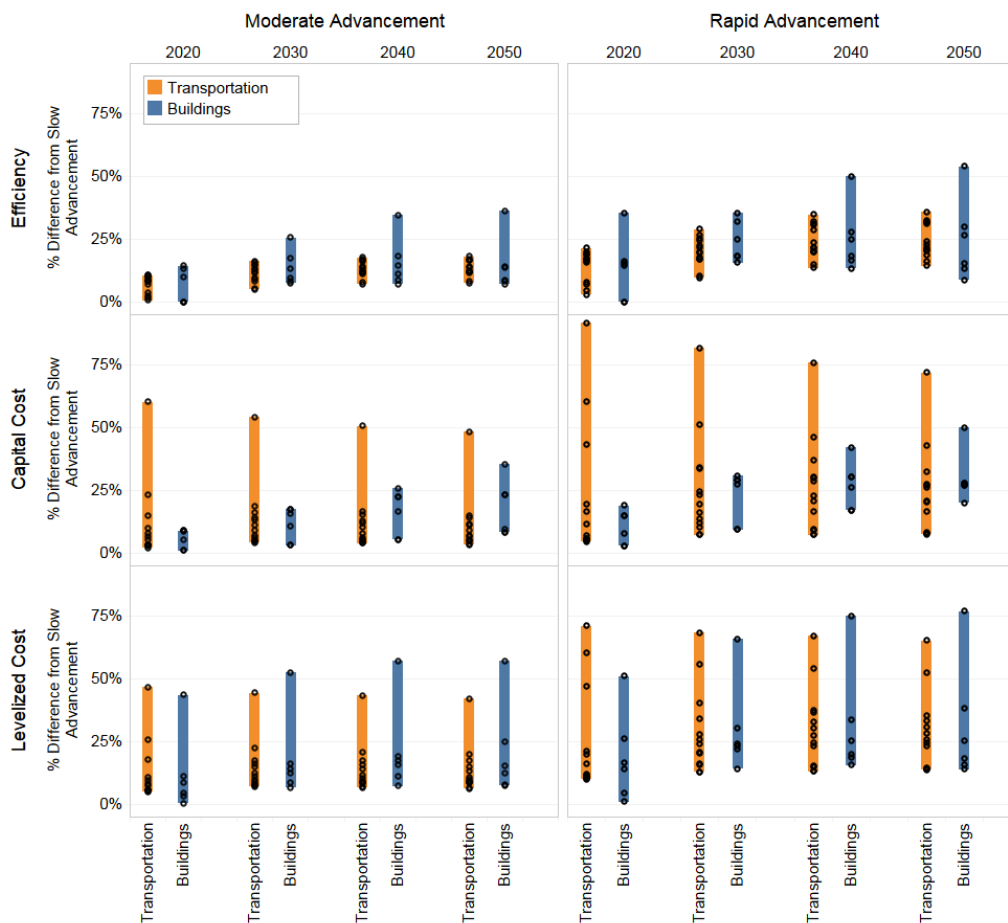 Moderate Advancement
Rapid Advancement
2020 2030 2040 2050 2020 2030 2040 2050
Transportation
Buildings
Efficiency
% Difference from Slow
Advancement
75%
50%
25%
0%
Capital Cost
% Difference from Slow
Advancement
75%
50%
25%
0%
Levelized Cost
% Difference from Slow
Advancement
75%
50%
25%
0%
Transportation
Buildings
Transportation
Buildings
Transportation
Buildings
Transportation
Buildings
Transportation
Buildings
Transportation
Buildings
Transportation
Buildings
Transportation
Buildings